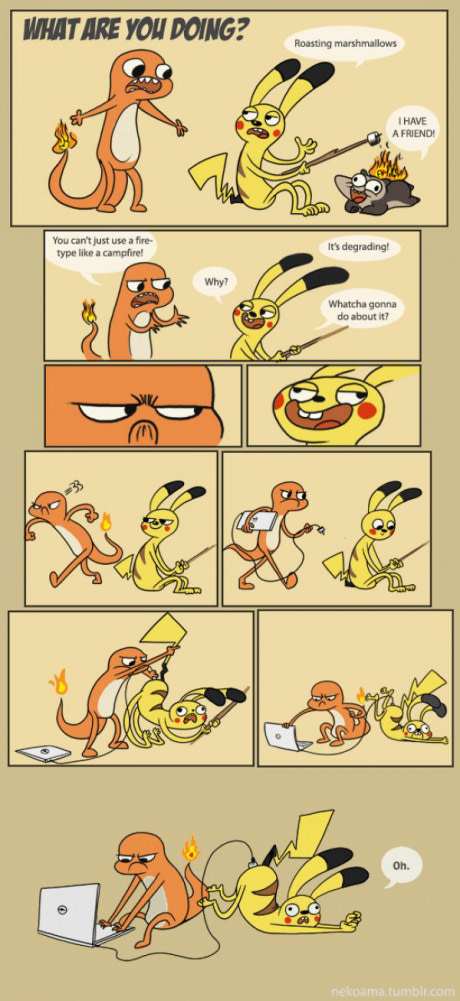 WHAT ARE YOU DOING?
Roasting marshmallows
I HAVE
A FRIEND!
You can't just use a fire-
type like a campfire!
Why?
It's degrading!
Whatcha gonna
do about it?
Oh.
nekoama.tumblr.com